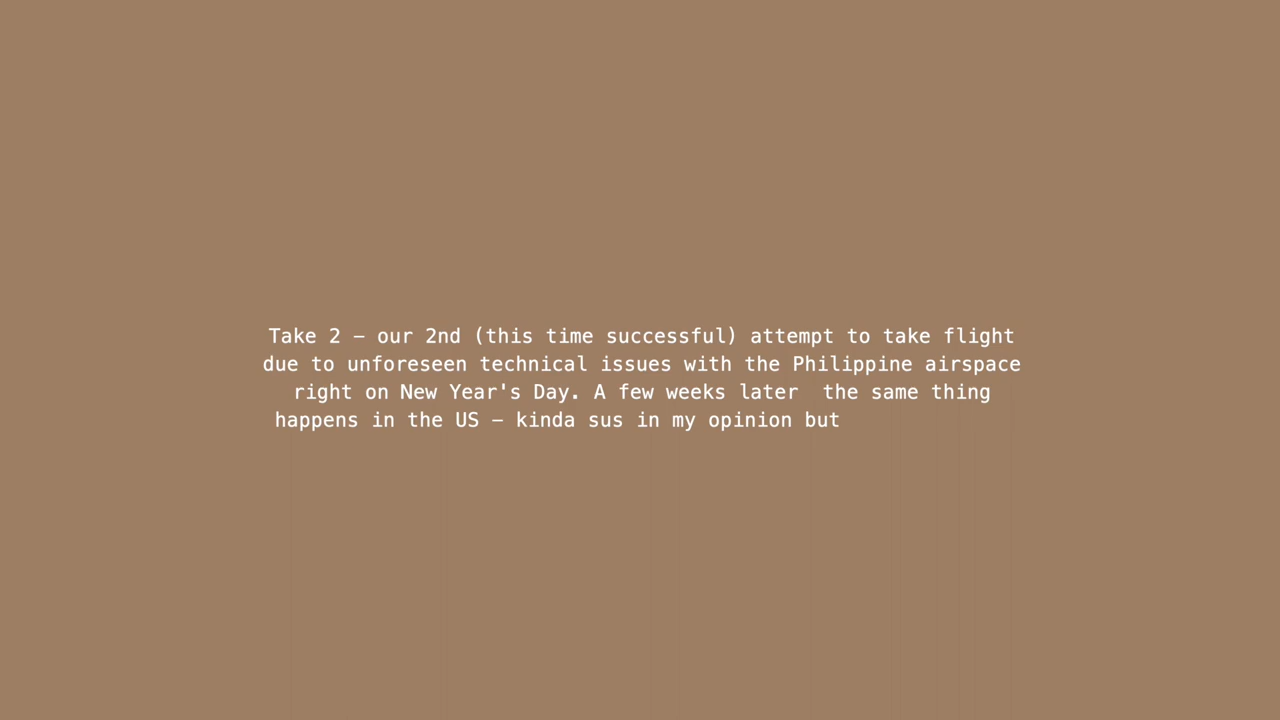 Take 2 – our 2nd (this time successful) attempt to take flight
due to unforeseen technical issues with the Philippine airspace
right on New Year's Day. A few weeks later  the same thing
happens in the US – kinda sus in my opinion but